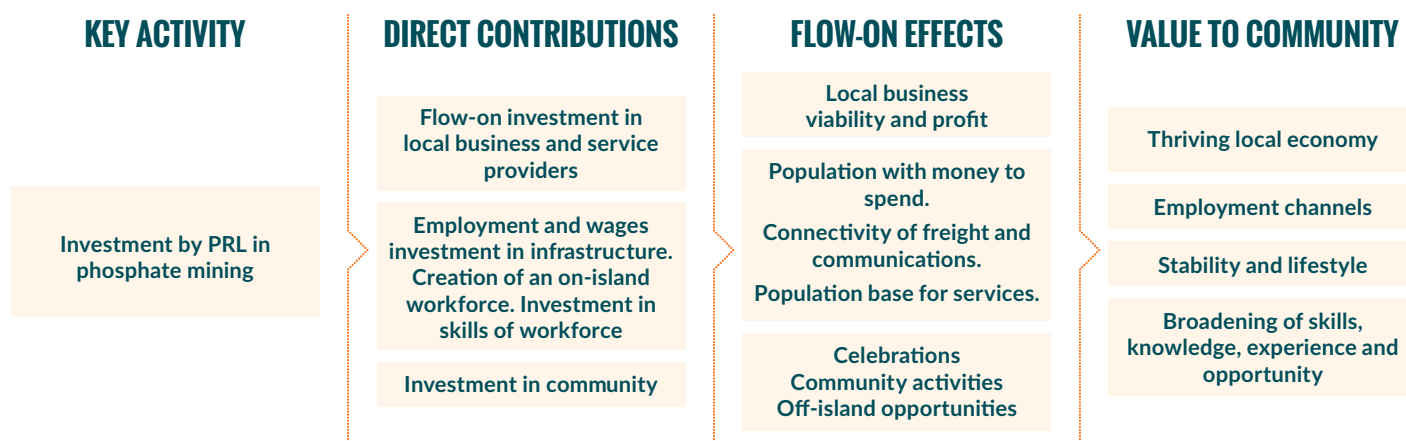 KEY ACTIVITY
Investment by PRL in
phosphate mining
DIRECT CONTRIBUTIONS
Flow-on investment in
local business and service
providers
Employment and wages
investment in infrastructure.
Creation of an on-island
workforce. Investment in
skills of workforce
Investment in community
FLOW-ON EFFECTS
Local business
viability and profit
Population with money to
spend.
Connectivity of freight and
communications.
Population base for services.
Celebrations
Community activities
Off-island opportunities
VALUE TO COMMUNITY
Thriving local economy
Employment channels
Stability and lifestyle
Broadening of skills,
knowledge, experience and
opportunity